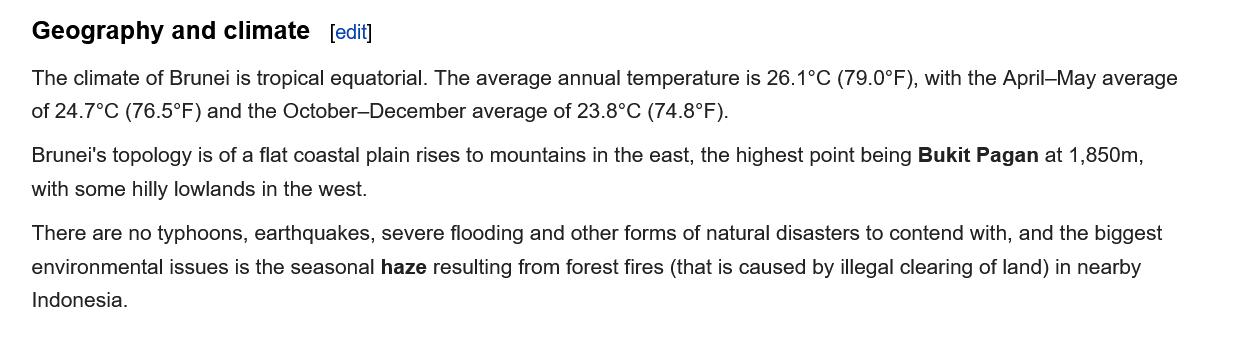 Geography and climate [edit]
The climate of Brunei is tropical equatorial. The average annual temperature is 26.1°C (79.0°F), with the April–May average
of 24.7°C (76.5°F) and the October–December average of 23.8°C (74.8°F).
Brunei's topology is of a flat coastal plain rises to mountains in the east, the highest point being Bukit Pagan at 1,850m,
with some hilly lowlands in the west.
There are no typhoons, earthquakes, severe flooding and other forms of natural disasters to contend with, and the biggest
environmental issues is the seasonal haze resulting from forest fires (that is caused by illegal clearing of land) in nearby
Indonesia.